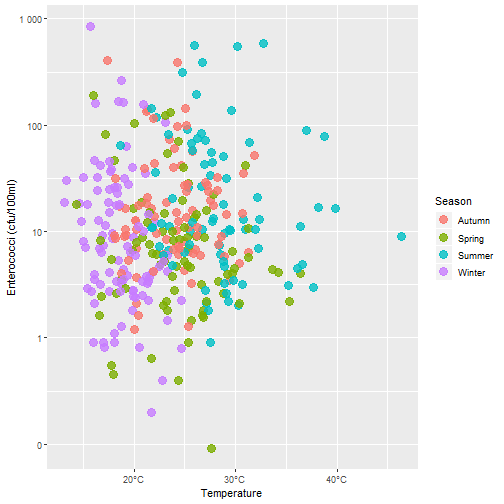 1 000
100
10
1
0
Enterococci (cfu/100ml)
20°C
30°C
40°C
Temperature
Season
Autumn
Spring
Summer
Winter